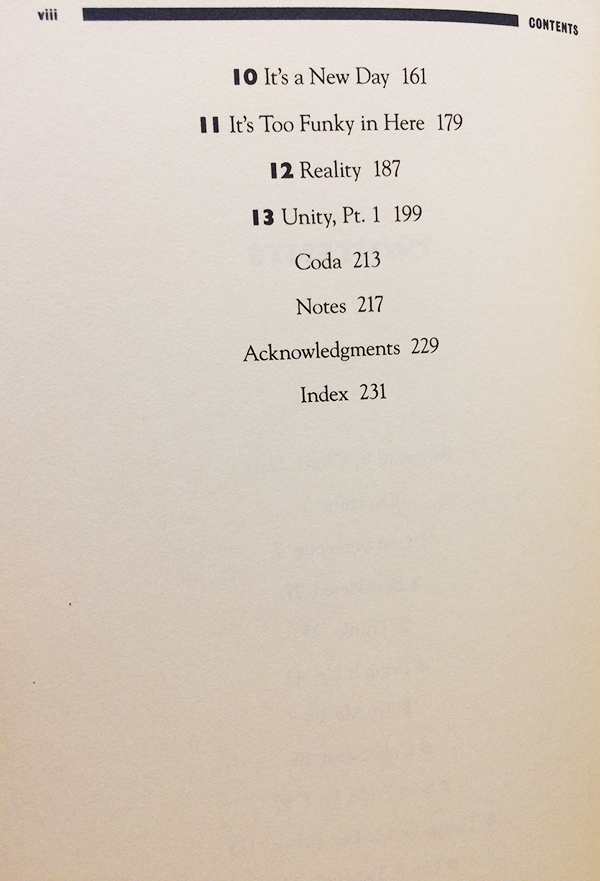 viii
CONTENTS
10 It's a New Day 161
11 It's Too Funky in Here 179
12 Reality 187
13 Unity, Pt. 1 199
Coda 213
Notes 217
Acknowledgments 229
Index 231